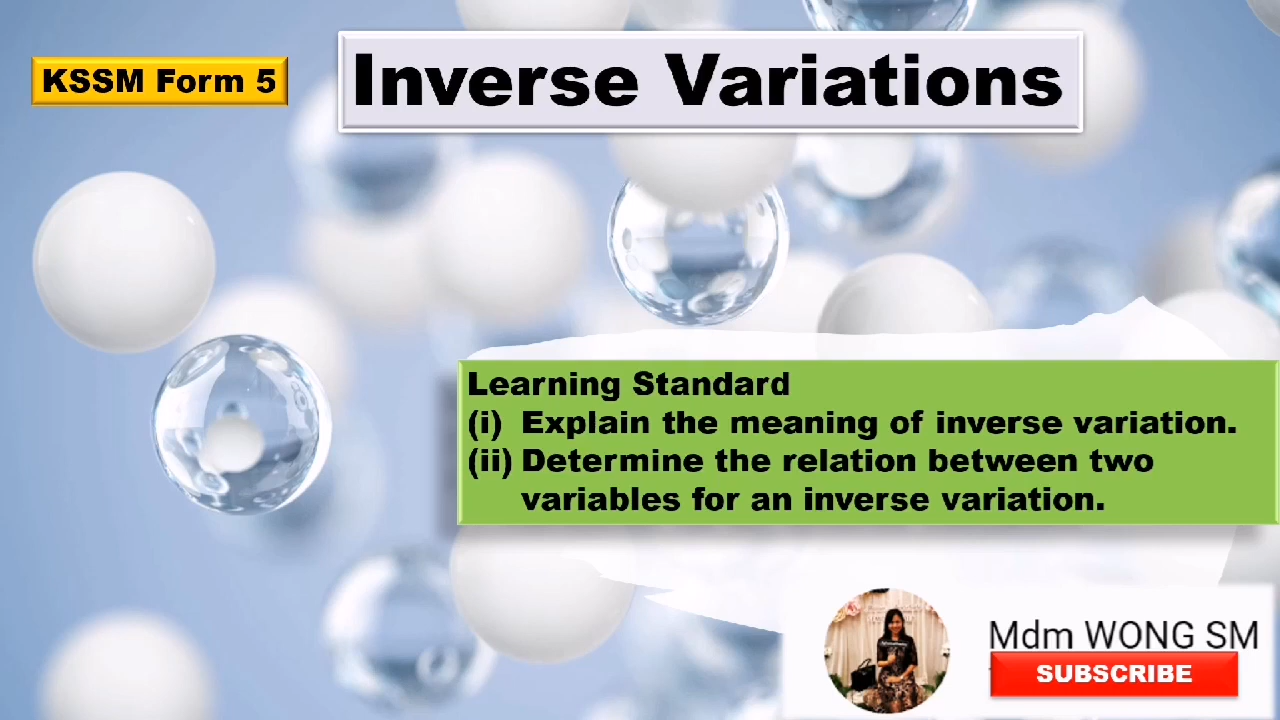 KSSM Form 5
Inverse Variations
Learning Standard
(i) Explain the meaning of inverse variation.
(ii) Determine the relation between two
variables for an inverse variation.
Mdm WONG SM
SUBSCRIBE